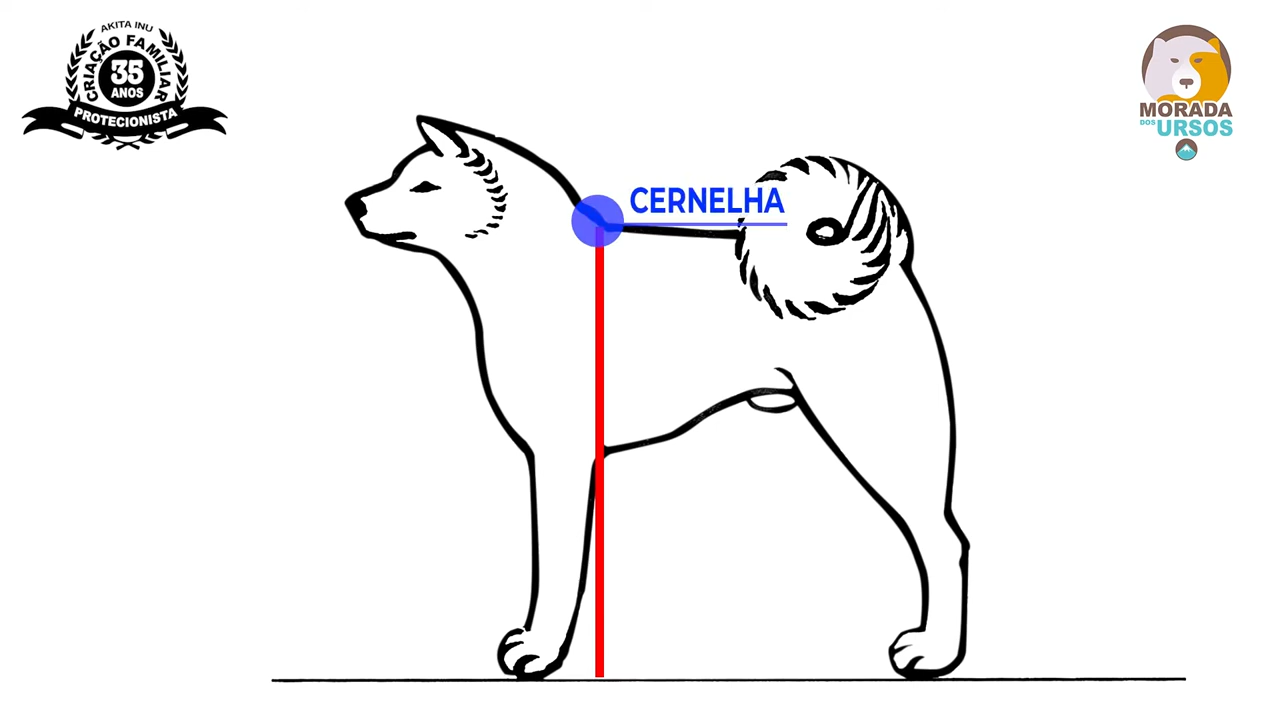 AKITA INU
CRIAÇÃO FAMILIAR
35
ANOS
PROTECIONISTA
MORADA
DOS URSOS
CERNELHA